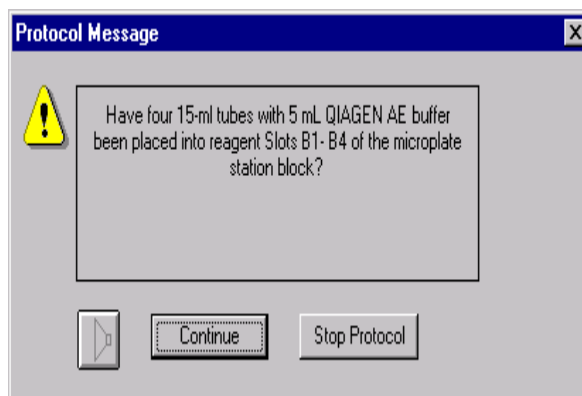 Protocol Message
Have four 15-ml tubes with 5 mL QIAGEN AE buffer
been placed into reagent Slots B1- B4 of the microplate
station block?
Continue
Stop Protocol